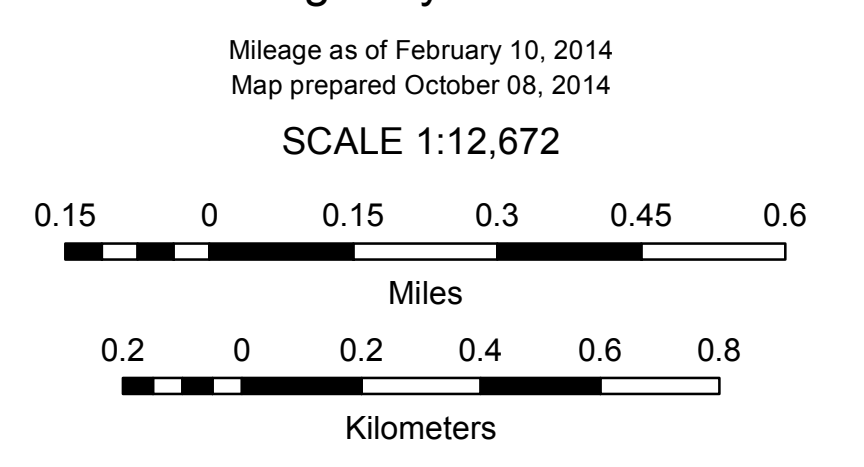 Mileage as of February 10, 2014
Map prepared October 08, 2014
SCALE 1:12,672
0.15 0 0.15 0.3 0.45 0.6
Miles
0.2 0 0.2 0.4 0.6 0.8
Kilometers